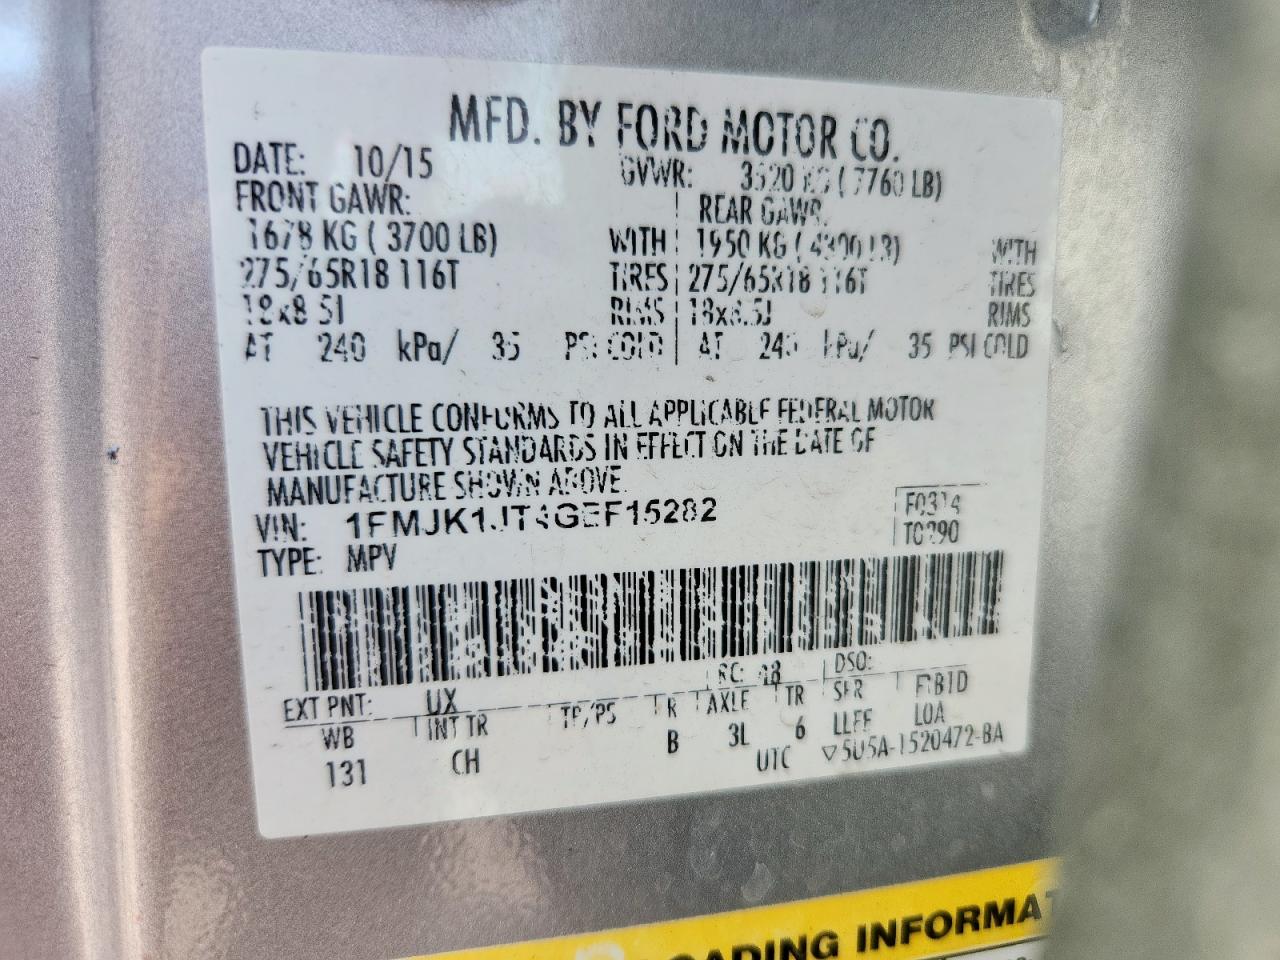 MFD. BY FORD MOTOR CO.
DATE: 10/15 GVWR: 3520 KG ( 7760 LB)
FRONT GAWR: REAR GAWR:
1678 KG ( 3700 LB) WITH 1950 KG ( 4300 LB) WITH
275/65R18 116T TIRES 275/65R18 116T TIRES
18x8.5J RIMS 18x8.5J RIMS
AT 240 kPa/ 35 PSI COLD AT 240 kPa/ 35 PSI COLD
THIS VEHICLE CONFORMS TO ALL APPLICABLE FEDERAL MOTOR
VEHICLE SAFETY STANDARDS IN EFFECT ON THE DATE OF
MANUFACTURE SHOWN ABOVE.
VIN: 1FMJK1JT4GEF15282
TYPE: MPV
EXT PNT: UX RC: 48 DSO:
WB INT TR TP/PS R AXLE TR SPR
131 CH B 3L 6 UTC
▽5U5A-1520472-BA
LOADING INFORMAT